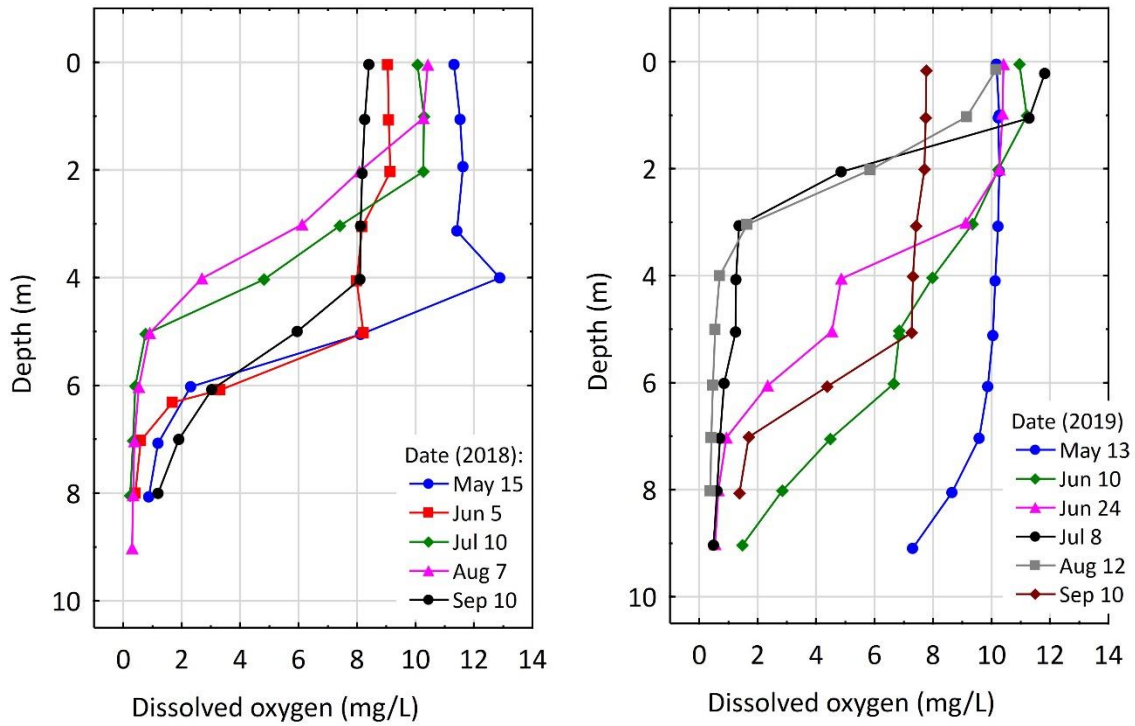 0
2
4
6
8
10
Depth (m)
0 2 4 6 8 10 12 14
Dissolved oxygen (mg/L)
Date (2018):
May 15
Jun 5
Jul 10
Aug 7
Sep 10
0
2
4
6
8
10
Depth (m)
0 2 4 6 8 10 12 14
Dissolved oxygen (mg/L)
Date (2019)
May 13
Jun 10
Jun 24
Jul 8
Aug 12
Sep 10